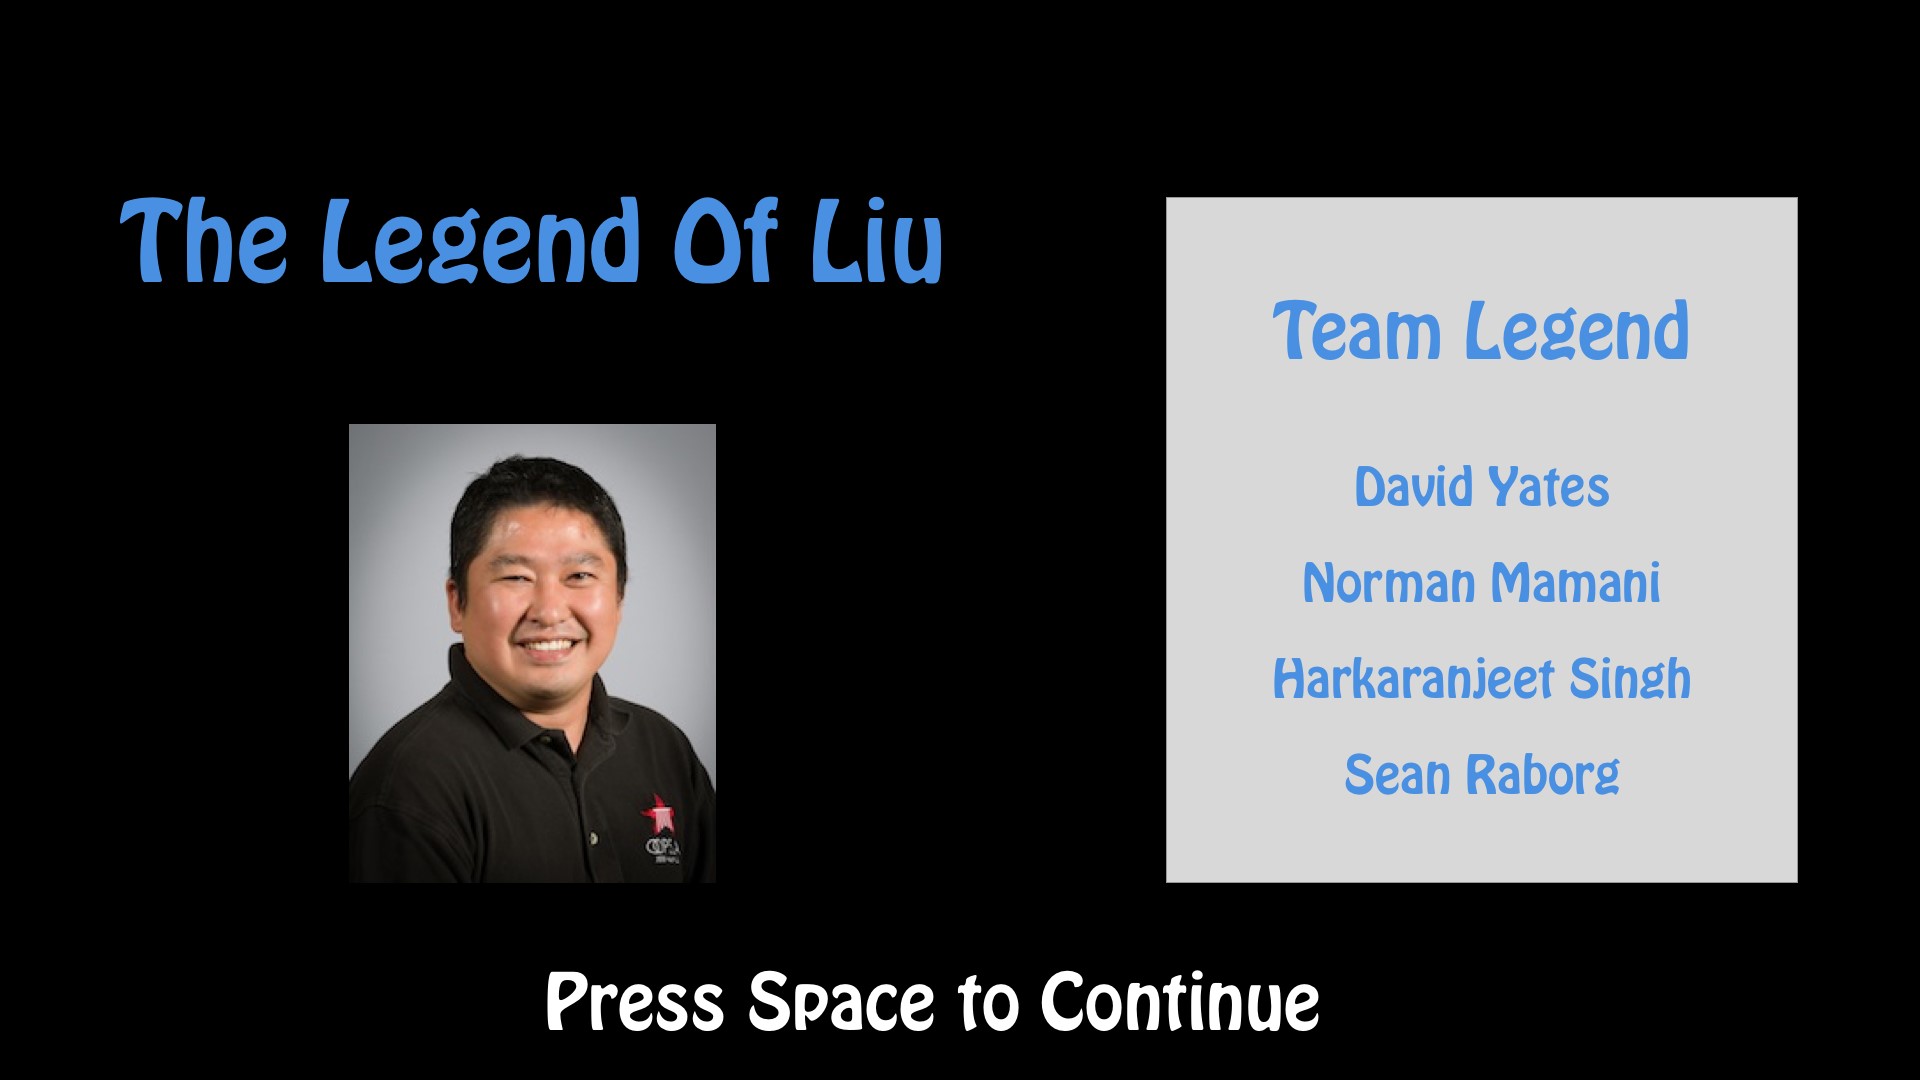 The Legend Of Liu
Team Legend
David Yates
Norman Mamani
Harkaranjeet Singh
Sean Raborg
Press Space to Continue